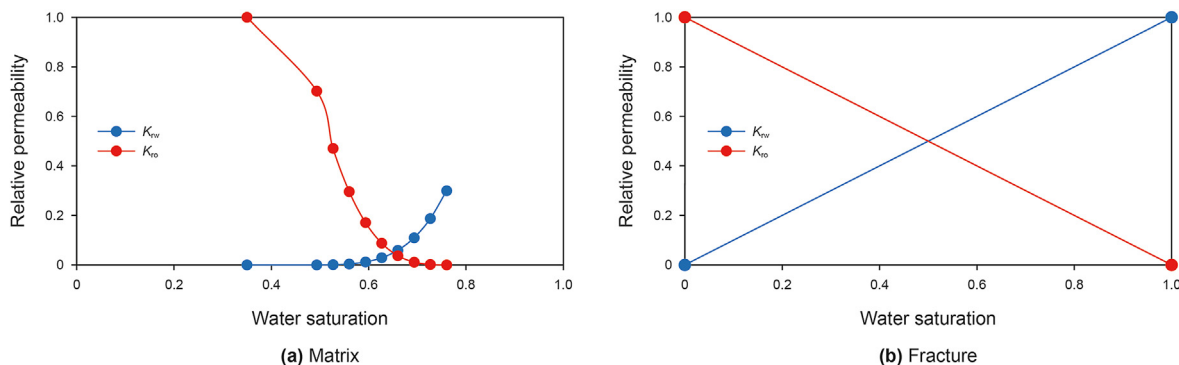 1.0
0.8
0.6
0.4
0.2
0
Relative permeability
Krw
Kro
0 0.2 0.4 0.6 0.8 1.0
Water saturation
(a) Matrix
1.0
0.8
0.6
0.4
0.2
0
Relative permeability
Krw
Kro
0 0.2 0.4 0.6 0.8 1.0
Water saturation
(b) Fracture